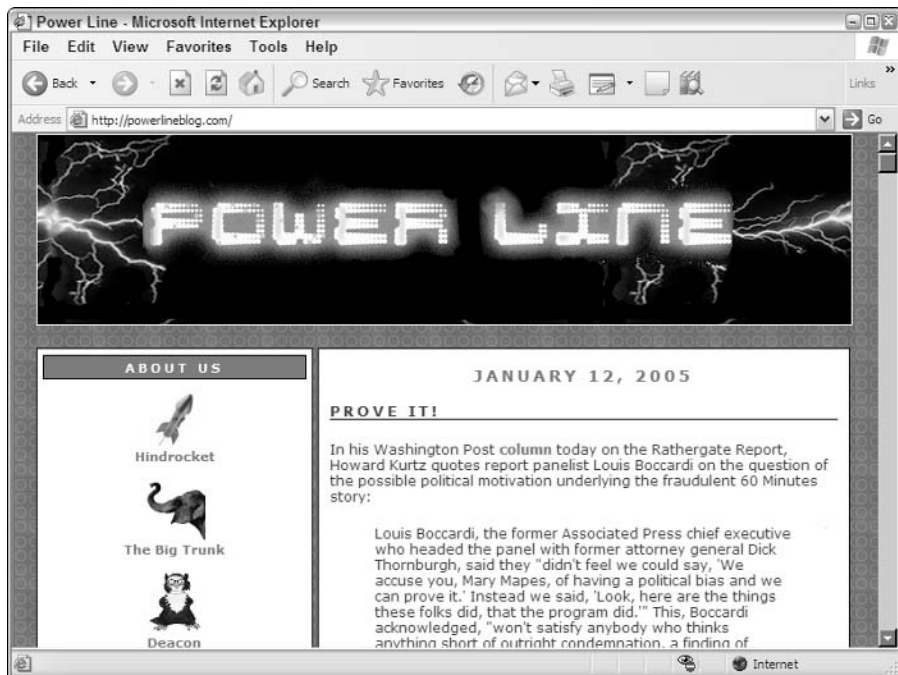 Power Line - Microsoft Internet Explorer
File Edit View Favorites Tools Help
Back Search Favorites Links »
Address http://powerlineblog.com/ Go
POWER LINE
ABOUT US
Hindrocket
The Big Trunk
Deacon
JANUARY 12, 2005
PROVE IT!
In his Washington Post column today on the Rathergate Report,
Howard Kurtz quotes report panelist Louis Boccardi on the question of
the possible political motivation underlying the fraudulent 60 Minutes
story:
Louis Boccardi, the former Associated Press chief executive
who headed the panel with former attorney general Dick
Thornburgh, said they "didn't feel we could say, 'We
accuse you, Mary Mapes, of having a political bias and we
can prove it.' Instead we said, 'Look, here are the things
these folks did, that the program did.'" This, Boccardi
acknowledged, "won't satisfy anybody who thinks
anything short of outright condemnation, a finding of
Internet